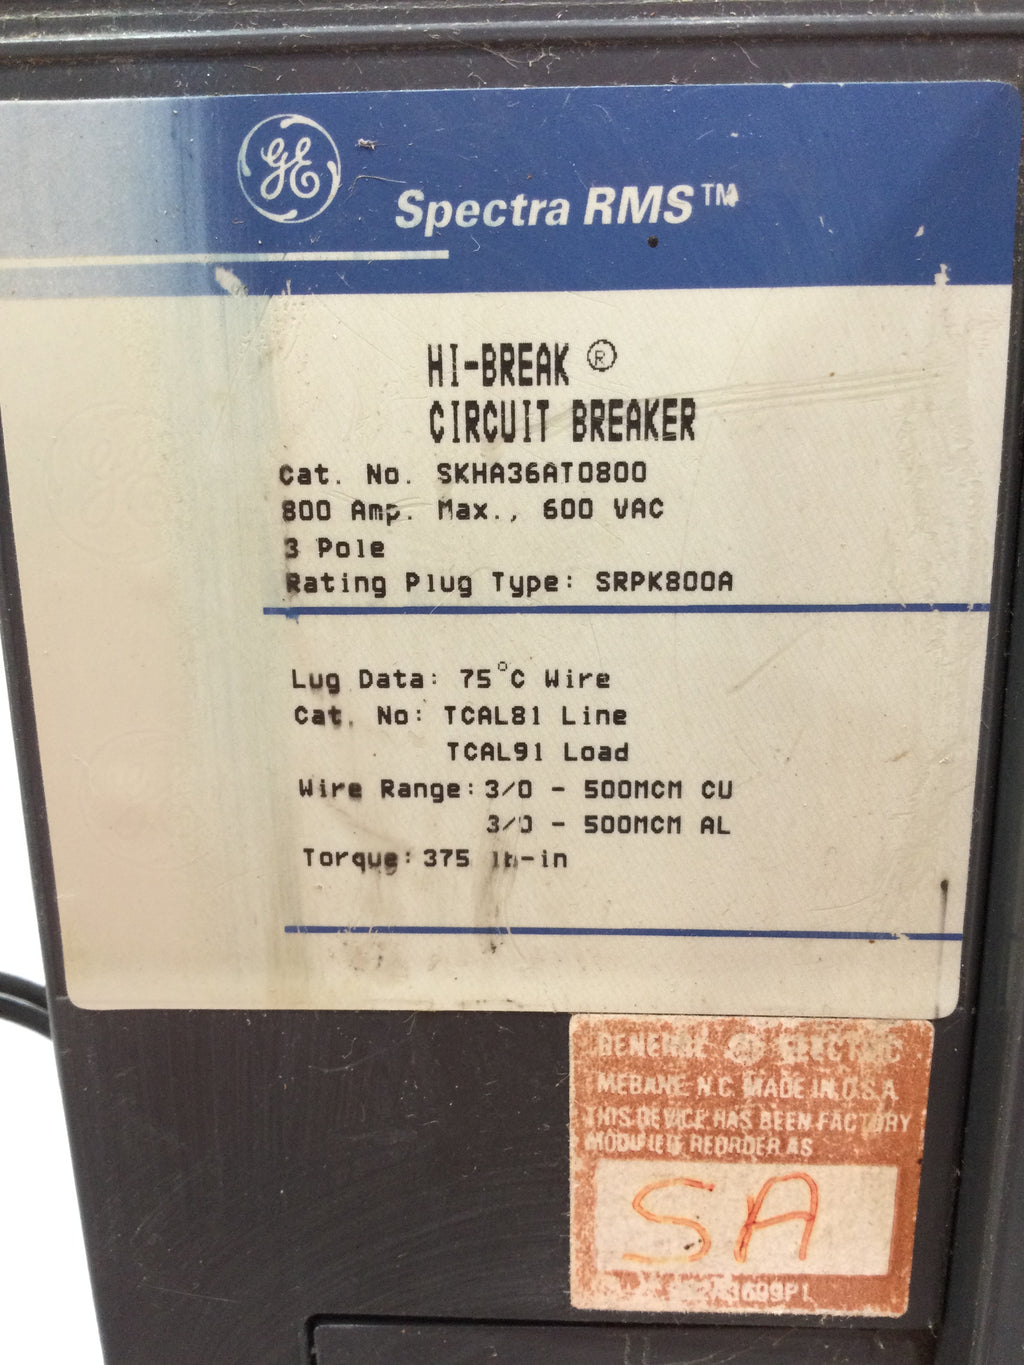 GE
Spectra RMS™
HI-BREAK ®
CIRCUIT BREAKER
Cat. No. SKHA36AT0800
800 Amp. Max., 600 VAC
3 Pole
Rating Plug Type: SRPK800A
Lug Data: 75°C Wire
Cat. No: TCAL81 Line
TCAL91 Load
Wire Range: 3/0 - 500MCM CU
3/0 - 500MCM AL
Torque: 375 lb-in
GENERAL GE ELECTRIC
MEBANE, N.C. MADE IN U.S.A
THIS DEVICE HAS BEEN FACTORY
MODIFIED, REORDER AS
SA